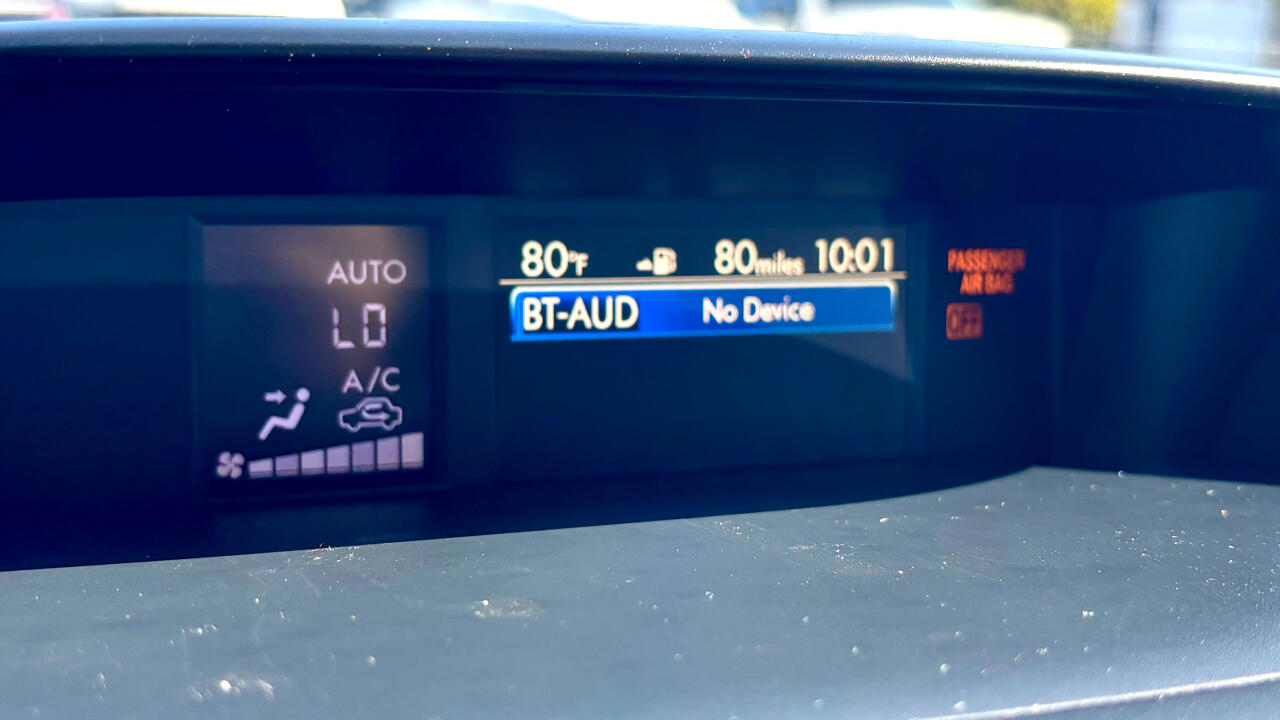 AUTO
LO
A/C
80°F 80miles 10:01
BT-AUD No Device
PASSENGER
AIR BAG
OFF